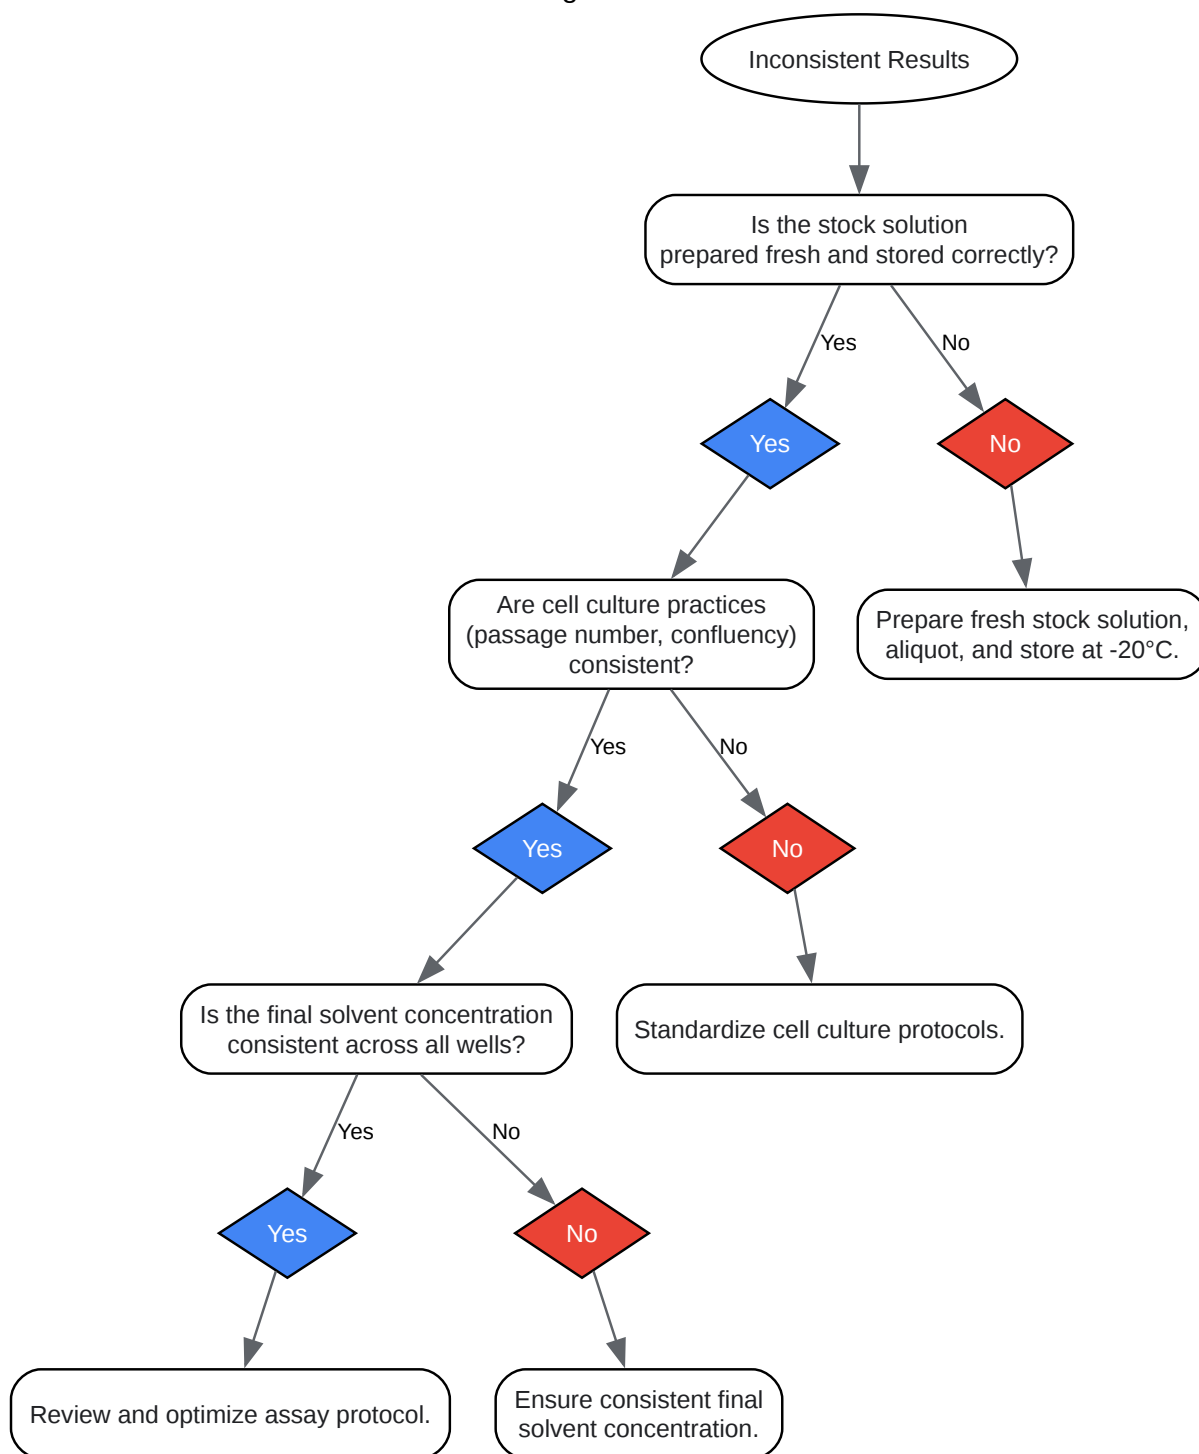 Inconsistent Results
Is the stock solution
prepared fresh and stored correctly?
Yes
No
Yes
No
Are cell culture practices
(passage number, confluency)
consistent?
Prepare fresh stock solution,
aliquot, and store at -20°C.
Yes
No
Yes
No
Is the final solvent concentration
consistent across all wells?
Standardize cell culture protocols.
Yes
No
Yes
No
Review and optimize assay protocol.
Ensure consistent final
solvent concentration.